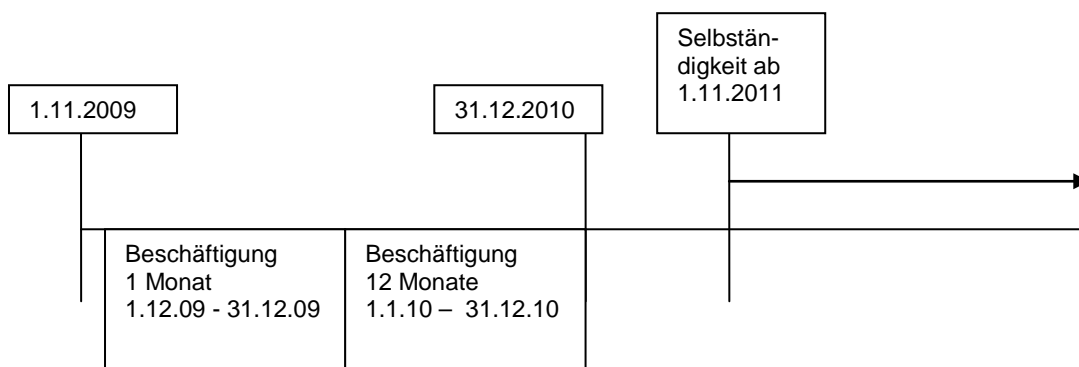 Selbstän-
digkeit ab
1.11.2011
1.11.2009
31.12.2010
Beschäftigung
1 Monat
1.12.09 - 31.12.09
Beschäftigung
12 Monate
1.1.10 – 31.12.10